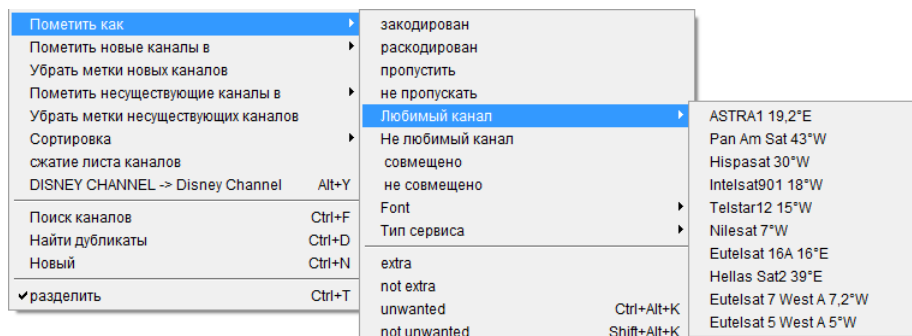 Пометить как
Пометить новые каналы в
Убрать метки новых каналов
Пометить несуществующие каналы в
Убрать метки несуществующих каналов
Сортировка
сжатие листа каналов
DISNEY CHANNEL -> Disney Channel Alt+Y
Поиск каналов Ctrl+F
Найти дубликаты Ctrl+D
Новый Ctrl+N
разделить Ctrl+T
закодирован
раскодирован
пропустить
не пропускать
Любимый канал
Не любимый канал
совмещено
не совмещено
Font
Тип сервиса
extra
not extra
unwanted Ctrl+Alt+K
not unwanted Shift+Alt+K
ASTRA1 19,2°E
Pan Am Sat 43°W
Hispasat 30°W
Intelsat901 18°W
Telstar12 15°W
Nilesat 7°W
Eutelsat 16A 16°E
Hellas Sat2 39°E
Eutelsat 7 West A 7,2°W
Eutelsat 5 West A 5°W